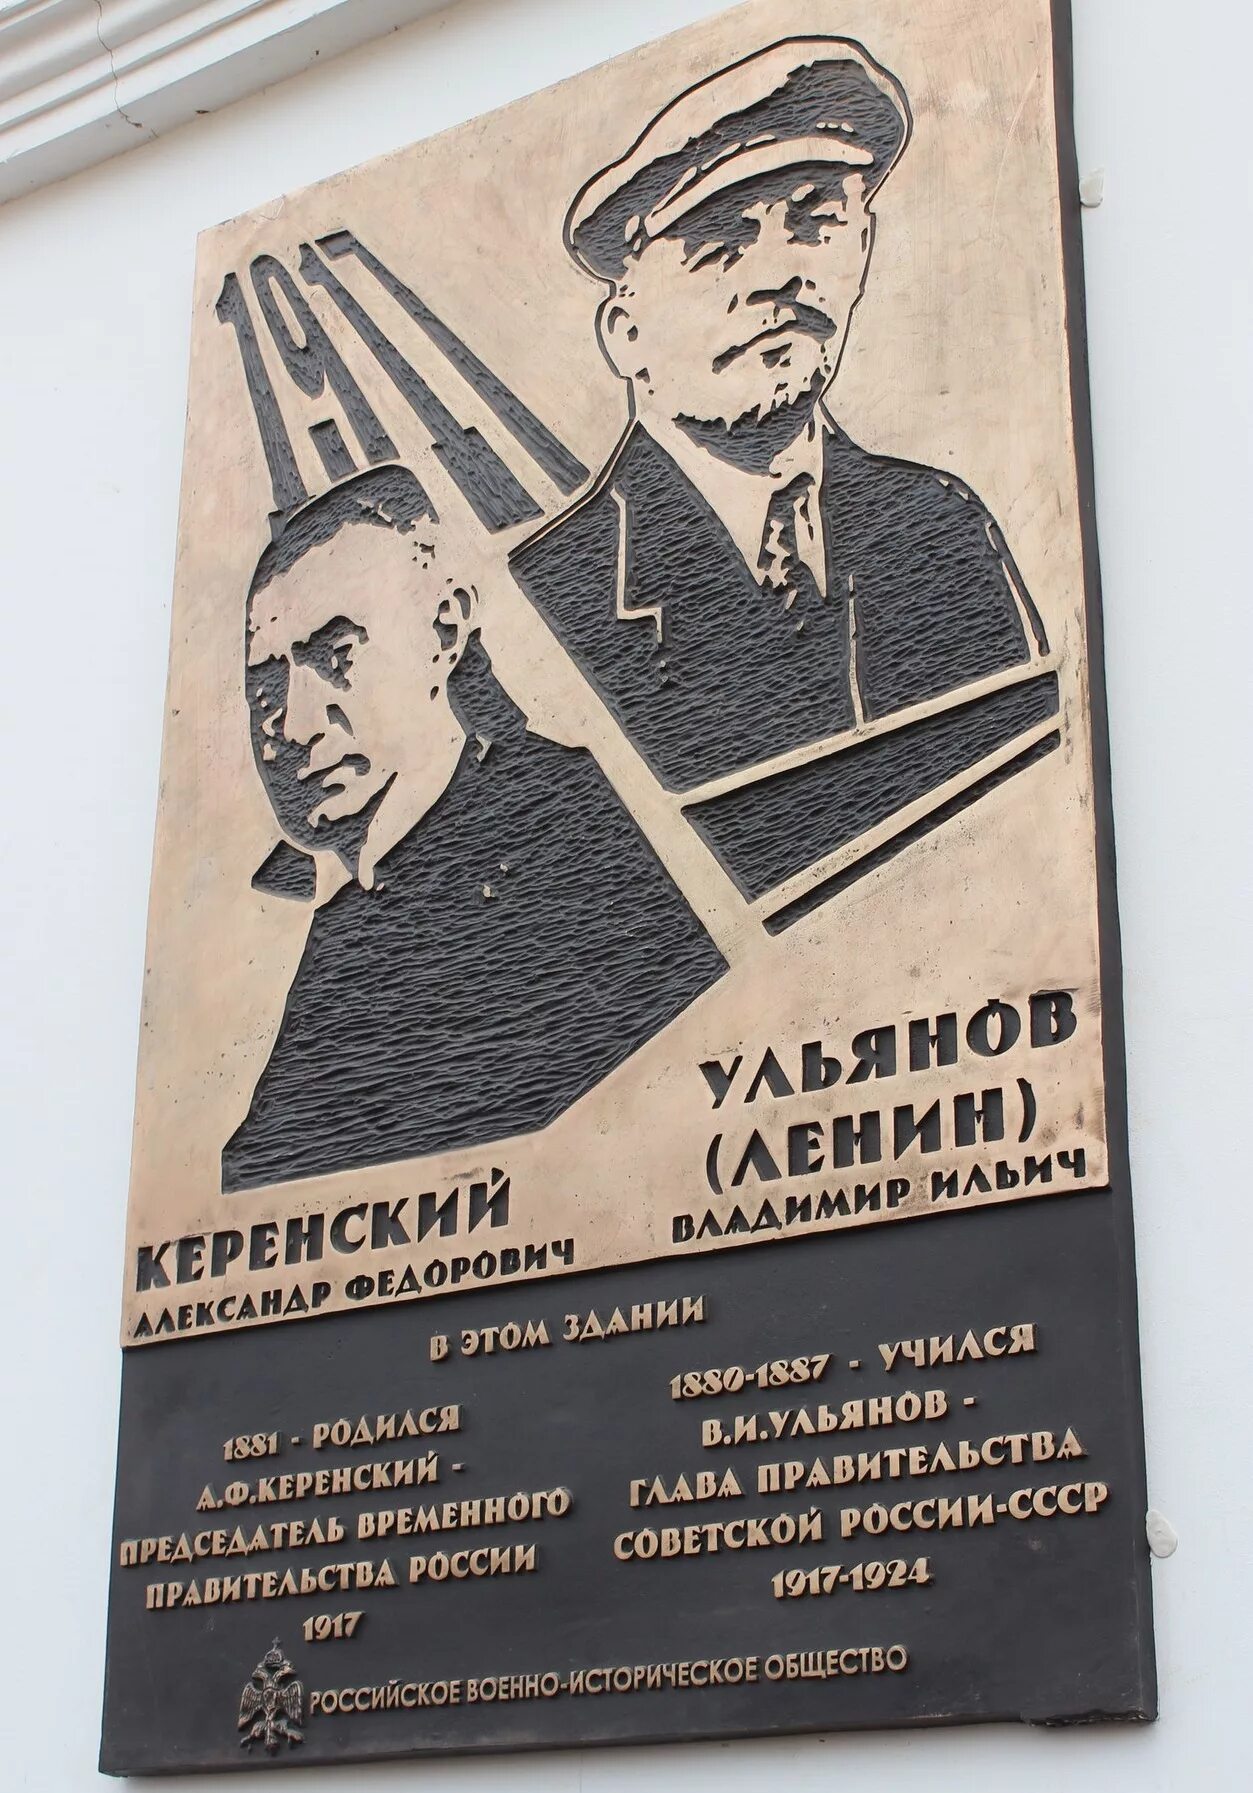 1917
УЛЬЯНОВ
(ЛЕНИН)
ВЛАДИМИР ИЛЬИЧ
КЕРЕНСКИЙ
АЛЕКСАНДР ФЕДОРОВИЧ
В ЭТОМ ЗДАНИИ
1881 - РОДИЛСЯ
А.Ф.КЕРЕНСКИЙ -
ПРЕДСЕДАТЕЛЬ ВРЕМЕННОГО
ПРАВИТЕЛЬСТВА РОССИИ
1917
1880-1887 - УЧИЛСЯ
В.И.УЛЬЯНОВ -
ГЛАВА ПРАВИТЕЛЬСТВА
СОВЕТСКОЙ РОССИИ-СССР
1917-1924
РОССИЙСКОЕ ВОЕННО-ИСТОРИЧЕСКОЕ ОБЩЕСТВО